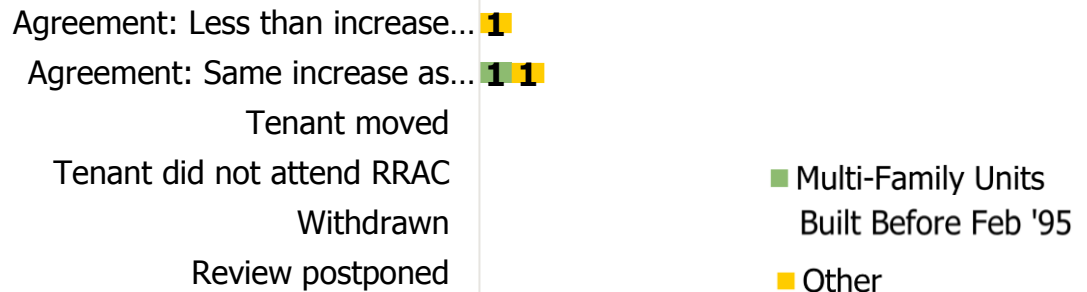 Agreement: Less than increase… 1
Agreement: Same increase as… 1 1
Tenant moved
Tenant did not attend RRAC
Withdrawn
Review postponed
Multi-Family Units
Built Before Feb '95
Other